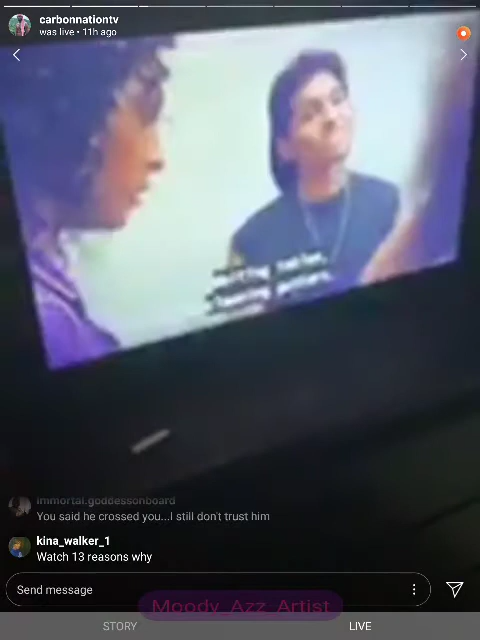 carbonnationtv
was live • 11h ago
immortal.goddessonboard
You said he crossed you...I still don't trust him
kina_walker_1
Watch 13 reasons why
Send message
Moody_Azz_Artist
STORY
LIVE